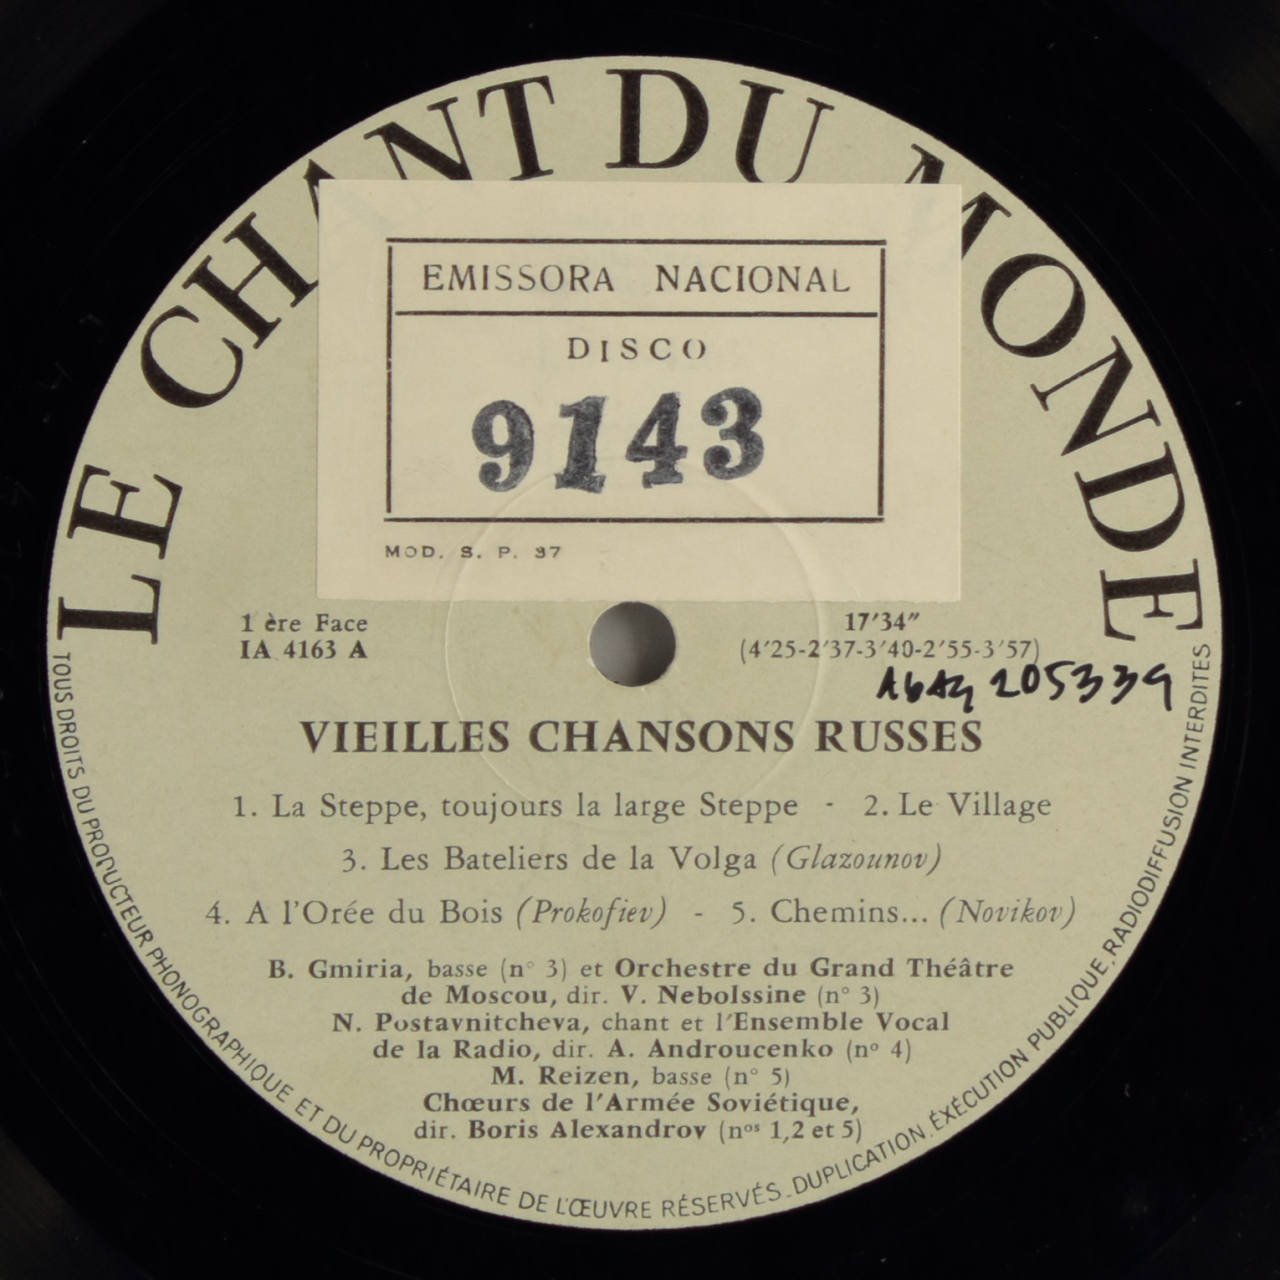 LE CHANT DU MONDE
EMISSORA NACIONAL
DISCO
9143
MOD. S. P. 37
1 ère Face
IA 4163 A
17'34"
(4'25-2'37-3'40-2'55-3'57)
205339
VIEILLES CHANSONS RUSSES
1. La Steppe, toujours la large Steppe - 2. Le Village
3. Les Bateliers de la Volga (Glazounov)
4. A l'Orée du Bois (Prokofiev) - 5. Chemins... (Novikov)
B. Gmiria, basse (n° 3) et Orchestre du Grand Théâtre
de Moscou, dir. V. Nebolssine (n° 3)
N. Postavnitcheva, chant et l'Ensemble Vocal
de la Radio, dir. A. Androucenko (nº 4)
M. Reizen, basse (n° 5)
Chœurs de l'Armée Soviétique,
dir. Boris Alexandrov (nos 1,2 et 5)
TOUS DROITS DU PRODUCTEUR PHONOGRAPHIQUE ET DU PROPRIÉTAIRE DE L'ŒUVRE RÉSERVÉS. DUPLICATION. ÉXÉCUTION PUBLIQUE. RADIODIFFUSION INTERDITES